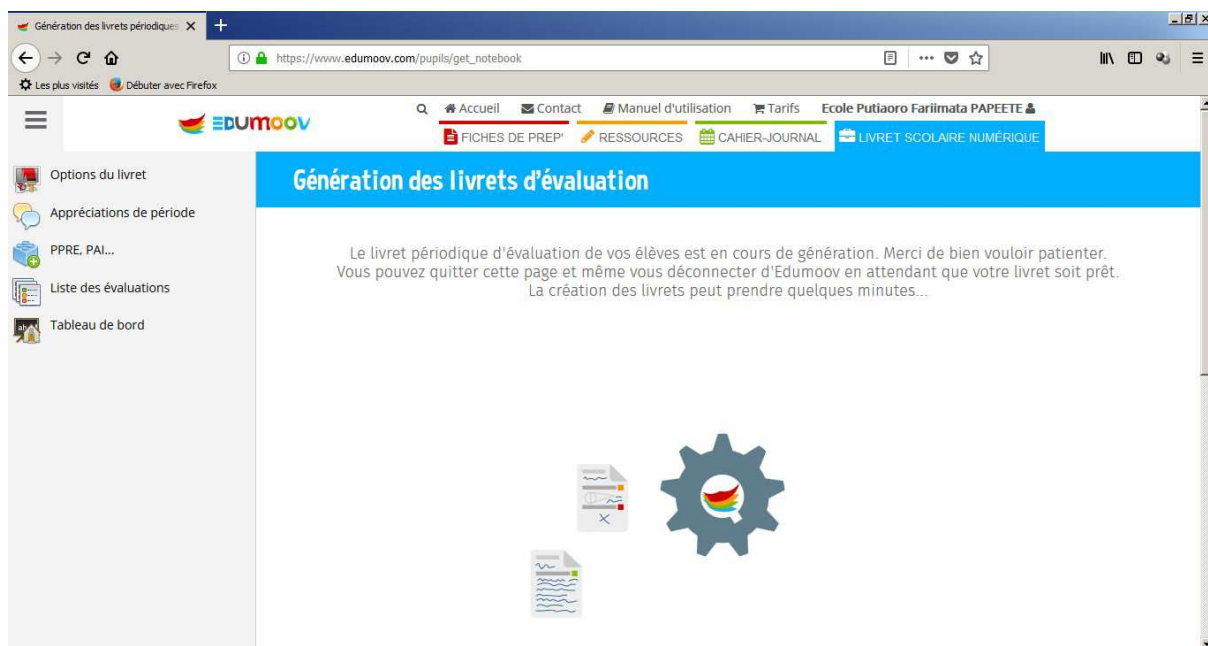 Génération des livrets périodiques
https://www.edumoov.com/pupils/get_notebook
Les plus visités Débuter avec Firefox
EDUMOOV
Accueil Contact Manuel d'utilisation Tarifs Ecole Putiaoro Fariimata PAPEETE
FICHES DE PREP' RESSOURCES CAHIER-JOURNAL LIVRET SCOLAIRE NUMÉRIQUE
Options du livret
Appréciations de période
PPRE, PAI...
Liste des évaluations
Tableau de bord
Génération des livrets d'évaluation
Le livret périodique d'évaluation de vos élèves est en cours de génération. Merci de bien vouloir patienter.
Vous pouvez quitter cette page et même vous déconnecter d'Edumoov en attendant que votre livret soit prêt.
La création des livrets peut prendre quelques minutes...